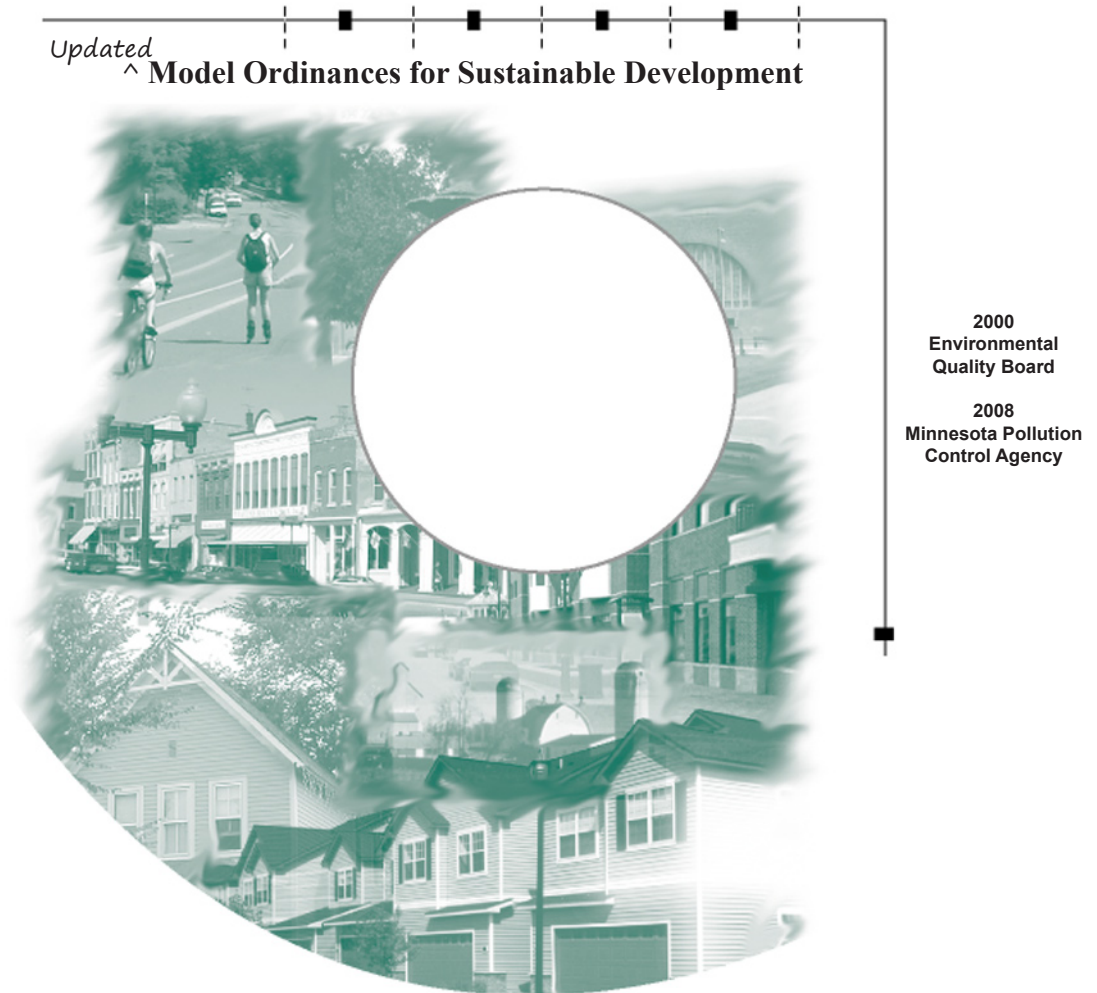 Updated
^ Model Ordinances for Sustainable Development
2000
Environmental
Quality Board
2008
Minnesota Pollution
Control Agency